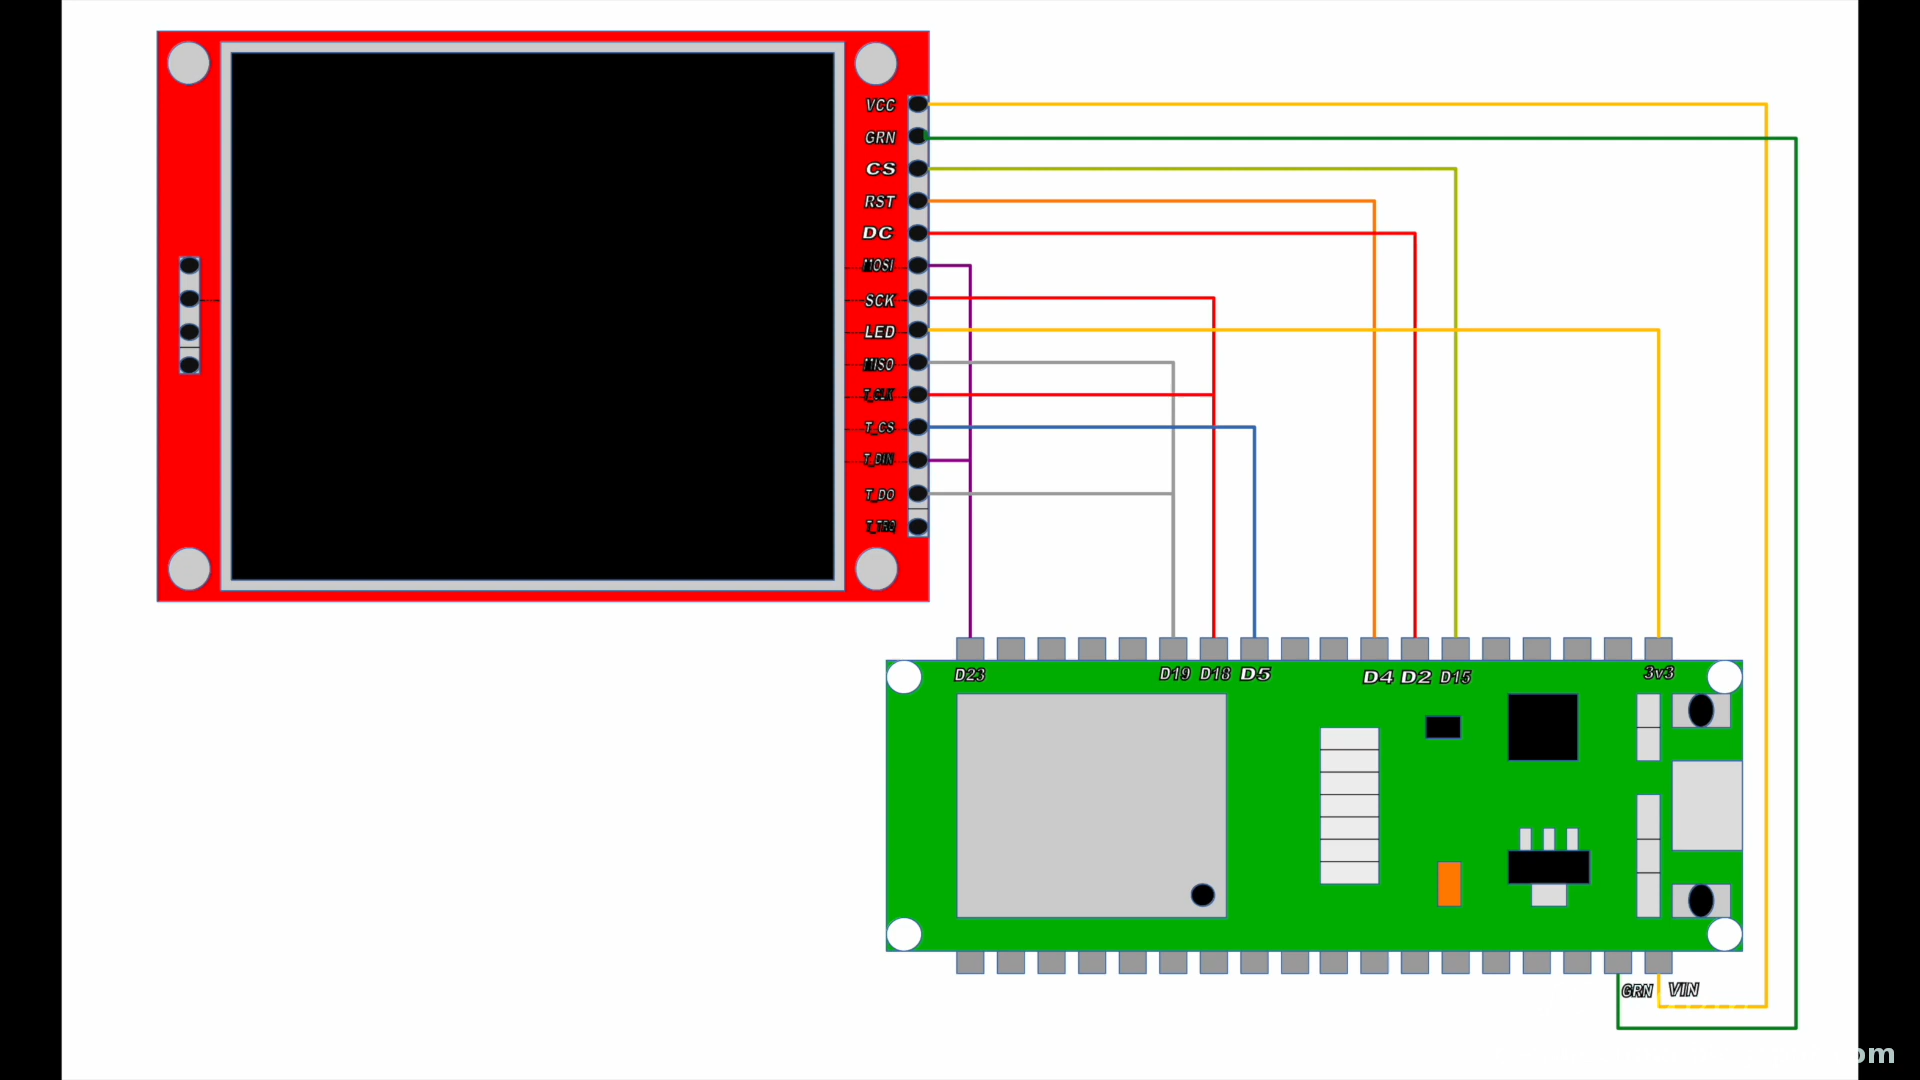 VCC
GRN
CS
RST
DC
MOSI
SCK
LED
MISO
T_CLK
T_CS
T_DIN
T_DO
D23
D19 D18 D5
D4 D2 D15
3v3
GRN VIN
om